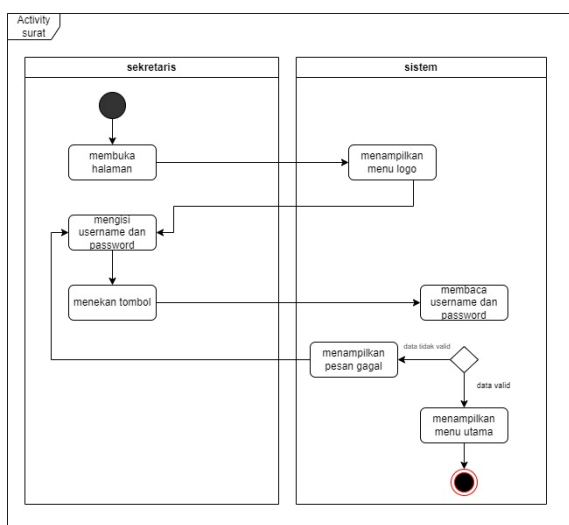 Activity
surat
sekretaris
sistem
membuka
halaman
menampilkan
menu logo
mengisi
username dan
password
menekan tombol
membaca
username dan
password
menampilkan
pesan gagal
data tidak valid
data valid
menampilkan
menu utama